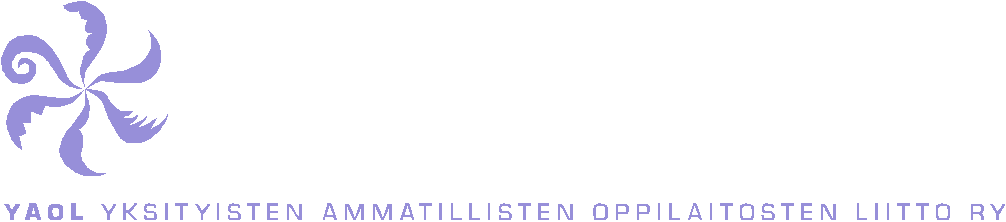 YAOL YKSITYISTEN AMMATILLISTEN OPPILAITOSTEN LIITTO RY